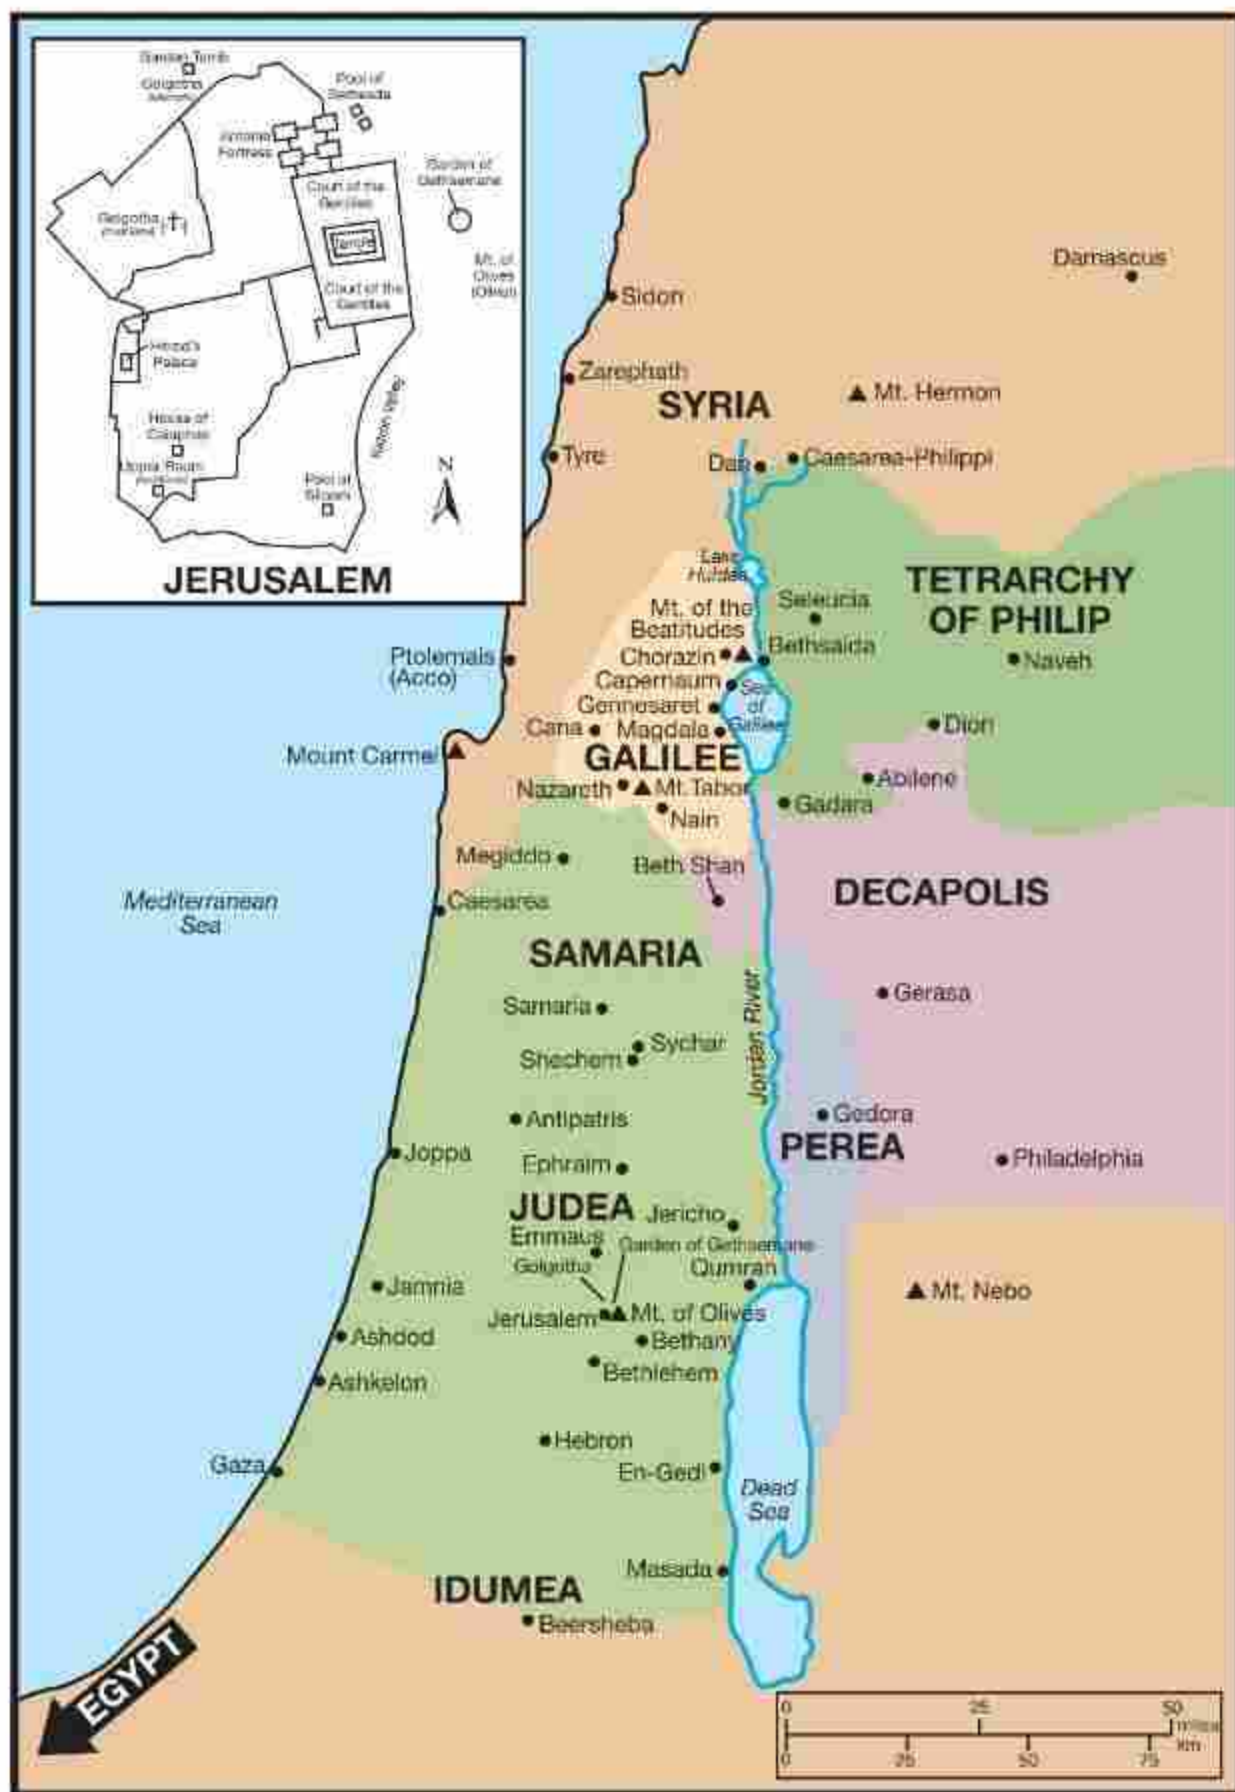 Garden Tomb
Golgotha
Pool of
Bethesda
Antonia
Fortress
Garden of
Gethsemane
Court of the
Gentiles
Golgotha
Temple
Mt. of
Olives
(Olivet)
Court of the
Gentiles
Herod's
Palace
Kidron Valley
House of
Caiaphas
Upper Room
Pool of
Siloam
N
JERUSALEM
Damascus
Sidon
Zarephath
SYRIA
Mt. Hermon
Tyre
Dan
Caesarea-Philippi
Lake
TETRARCHY
OF PHILIP
Seleucia
Mt. of the
Beatitudes
Ptolemais
(Acco)
Chorazin
Bethsaida
Naveh
Capernaum
Sea
of
Galilee
Gennesaret
Cana
Magdala
Dion
Mount Carmel
GALILEE
Abilene
Nazareth
Mt. Tabor
Gadara
Nain
Megiddo
Beth Shan
DECAPOLIS
Mediterranean
Sea
Caesarea
SAMARIA
Samaria
Jordan River
Gerasa
Sychar
Shechem
Antipatris
Gedora
PEREA
Joppa
Ephraim
Philadelphia
JUDEA
Jericho
Emmaus
Garden of Gethsemane
Golgotha
Qumran
Jamnia
Mt. Nebo
Jerusalem
Mt. of Olives
Ashdod
Bethany
Bethlehem
Ashkelon
Hebron
Gaza
En-Gedi
Dead
Sea
Masada
IDUMEA
Beersheba
EGYPT
0 25 50
miles
km
0 25 50 75